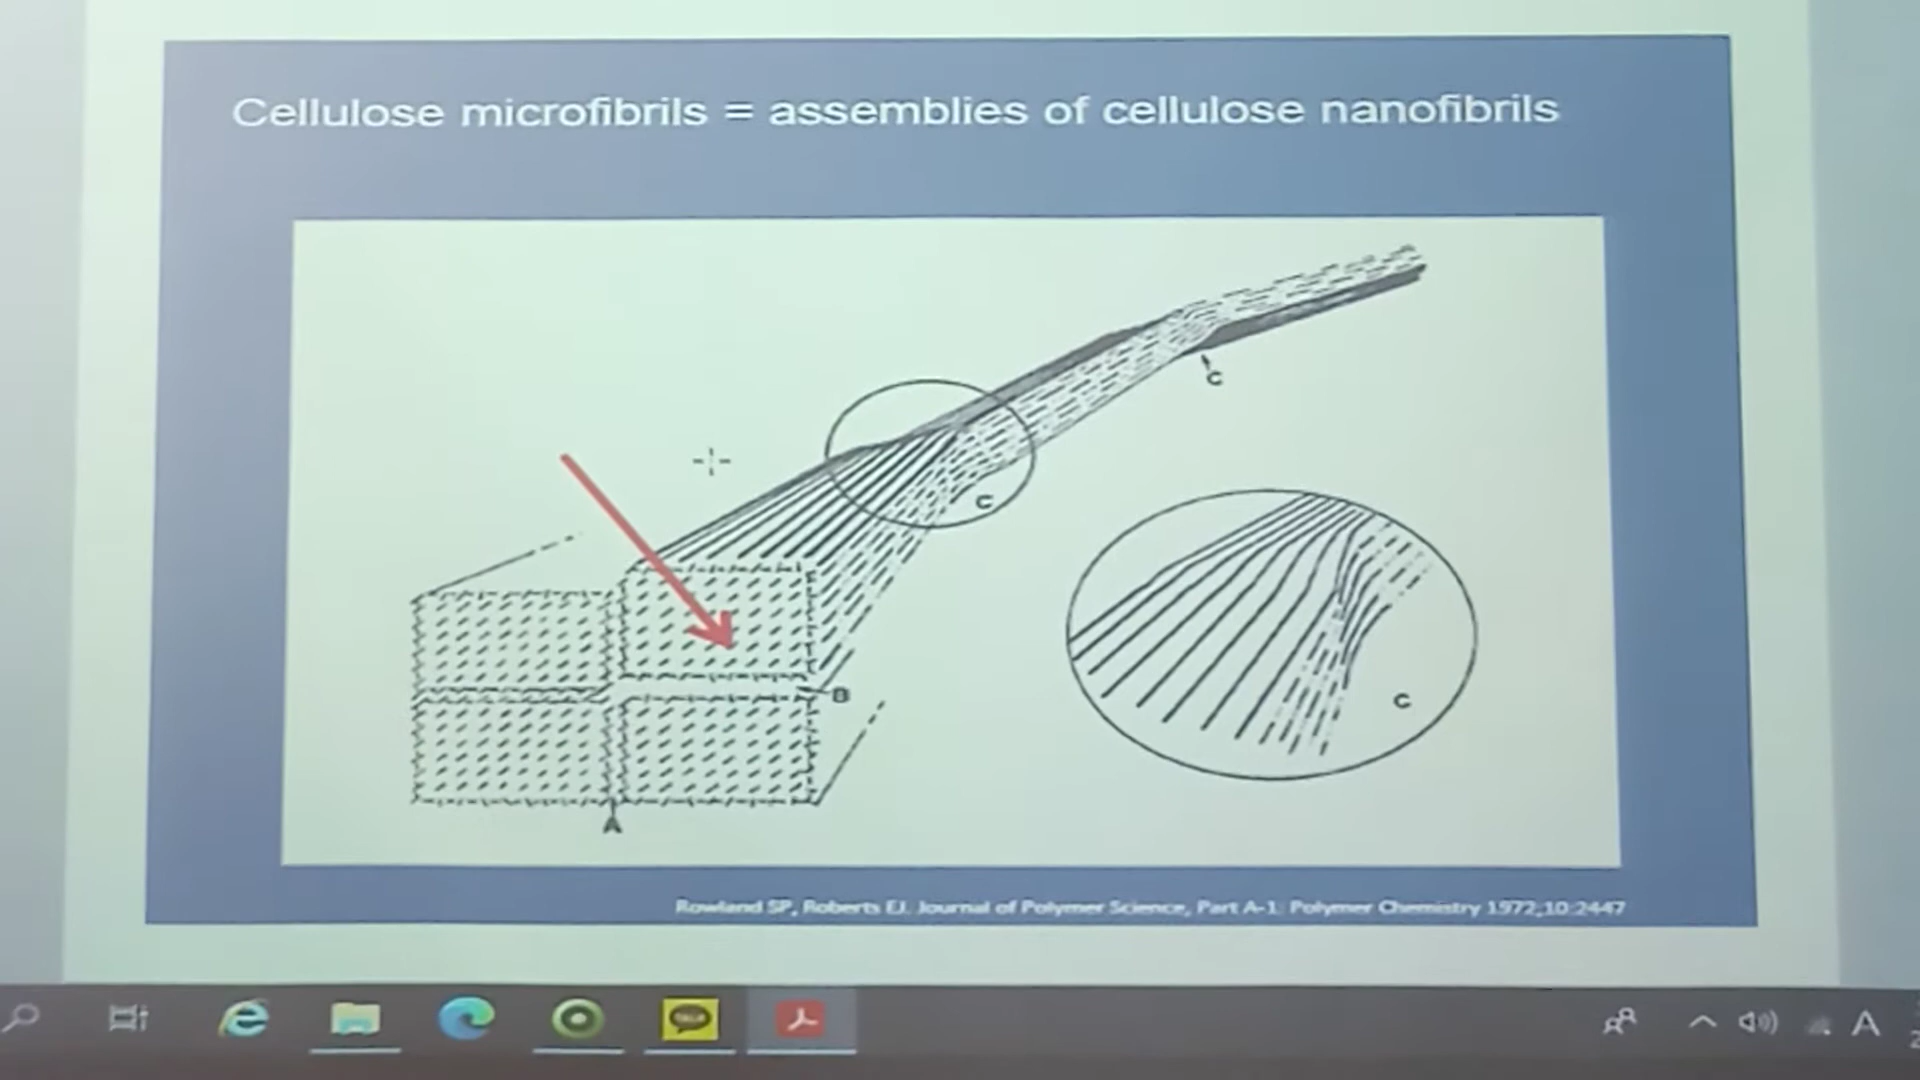 Cellulose microfibrils = assemblies of cellulose nanofibrils
C
C
B
C
A
Rowland SP, Roberts EJ. Journal of Polymer Science, Part A-1: Polymer Chemistry 1972,10:2447
TALK
A